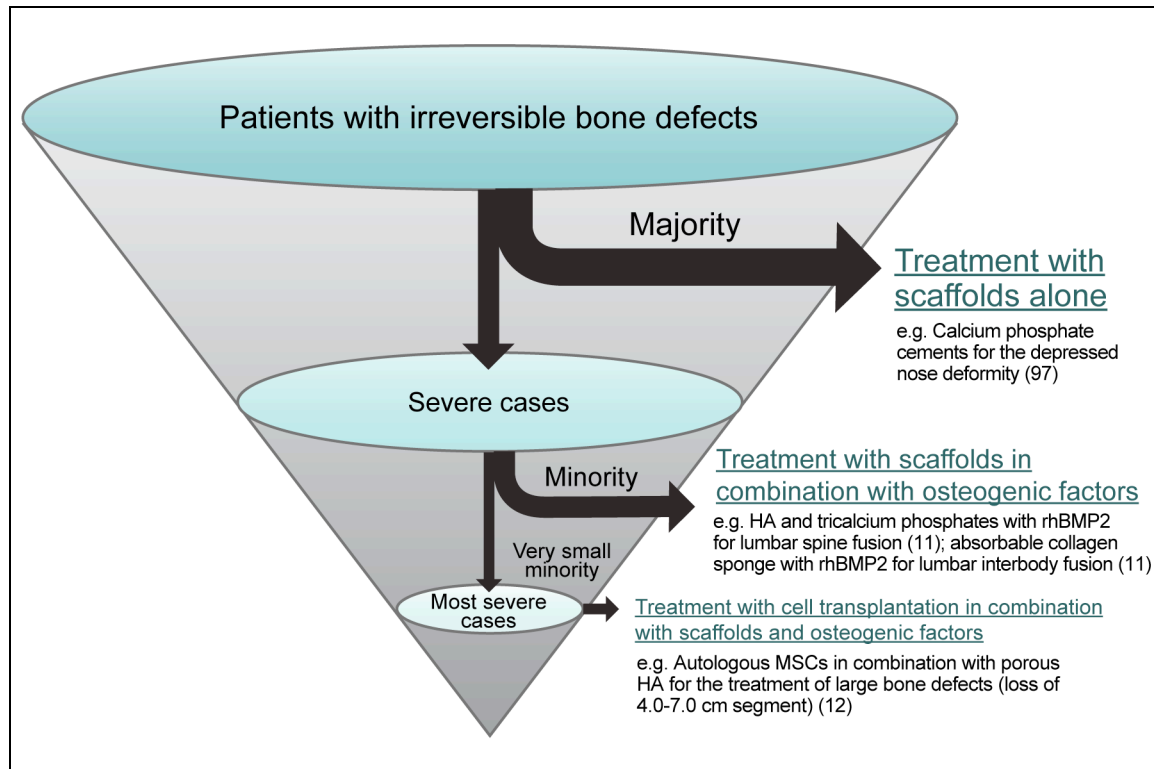 Patients with irreversible bone defects
Majority
Treatment with
scaffolds alone
e.g. Calcium phosphate
cements for the depressed
nose deformity (97)
Severe cases
Minority
Treatment with scaffolds in
combination with osteogenic factors
e.g. HA and tricalcium phosphates with rhBMP2
for lumbar spine fusion (11); absorbable collagen
sponge with rhBMP2 for lumbar interbody fusion (11)
Very small
minority
Most severe
cases
Treatment with cell transplantation in combination
with scaffolds and osteogenic factors
e.g. Autologous MSCs in combination with porous
HA for the treatment of large bone defects (loss of
4.0-7.0 cm segment) (12)